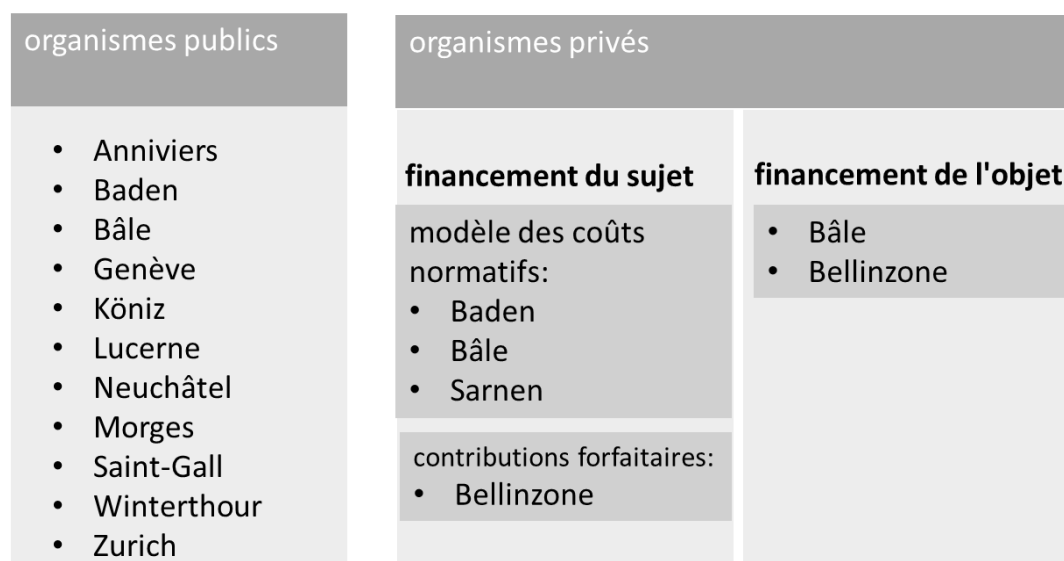 organismes publics
• Anniviers
• Baden
• Bâle
• Genève
• Köniz
• Lucerne
• Neuchâtel
• Morges
• Saint-Gall
• Winterthour
• Zurich
organismes privés
financement du sujet
modèle des coûts
normatifs:
• Baden
• Bâle
• Sarnen
contributions forfaitaires:
• Bellinzone
financement de l'objet
• Bâle
• Bellinzone